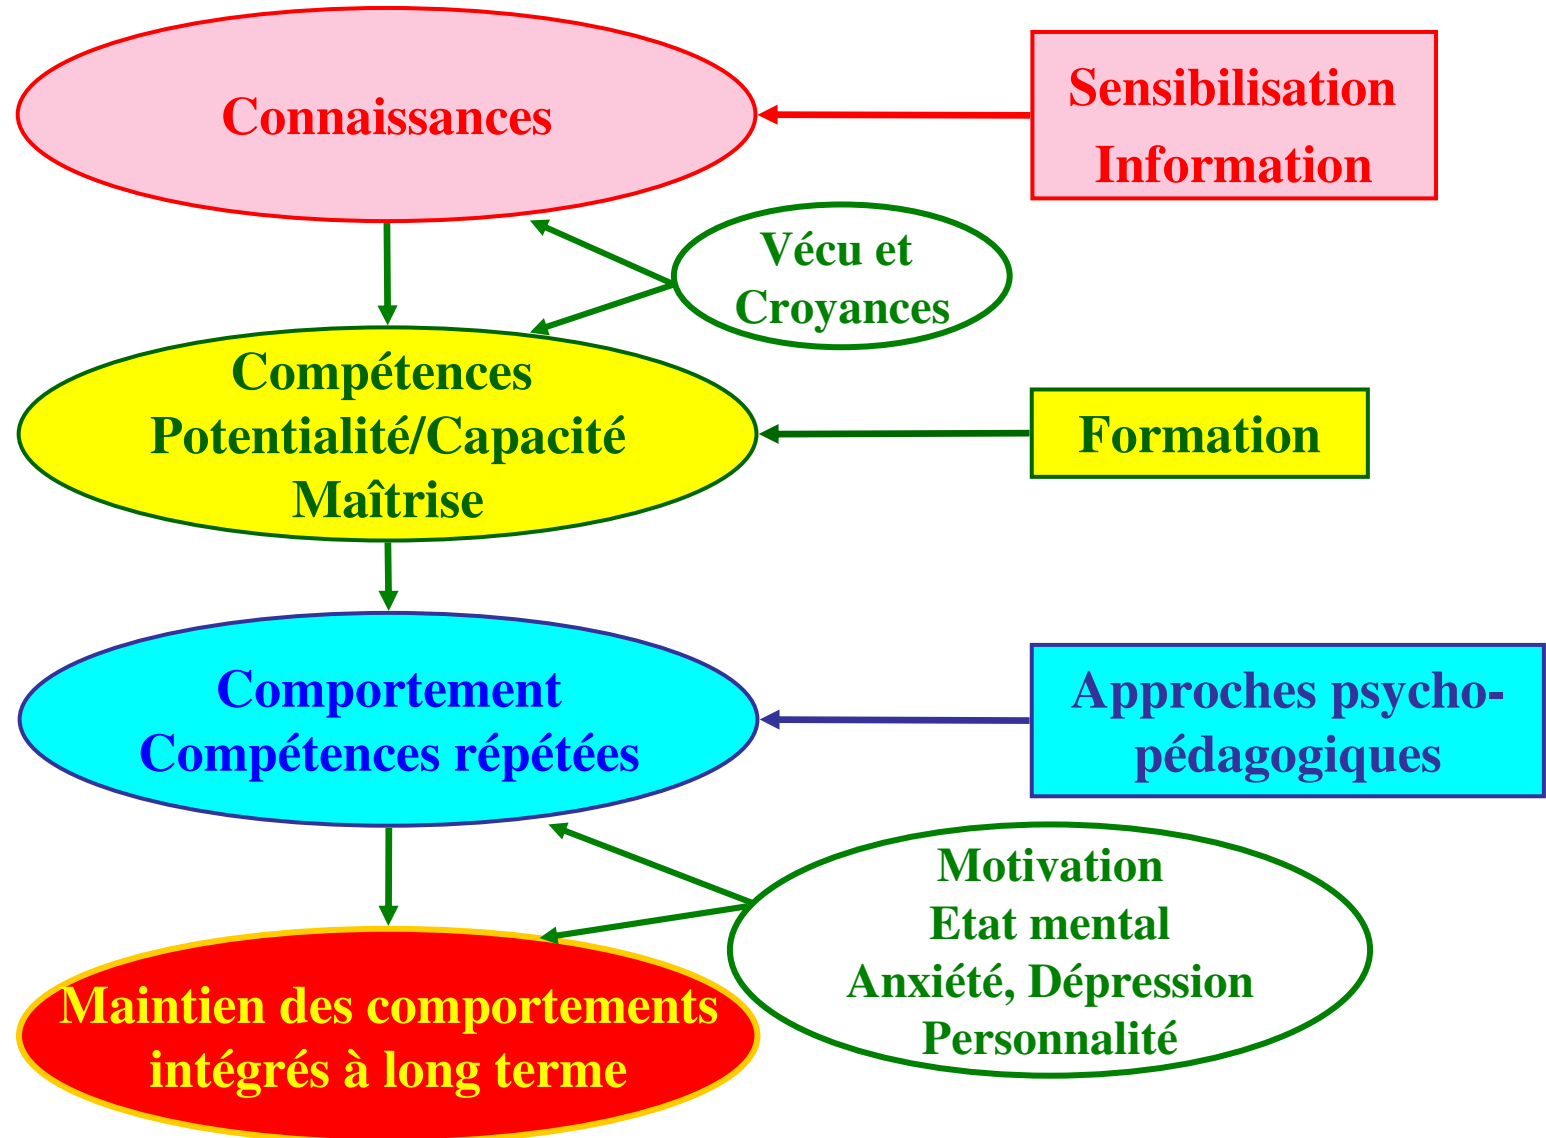 Connaissances
Sensibilisation
Information
Vécu et
Croyances
Compétences
Potentialité/Capacité
Maîtrise
Formation
Comportement
Compétences répétées
Approches psycho-
pédagogiques
Motivation
Etat mental
Anxiété, Dépression
Personnalité
Maintien des comportements
intégrés à long terme